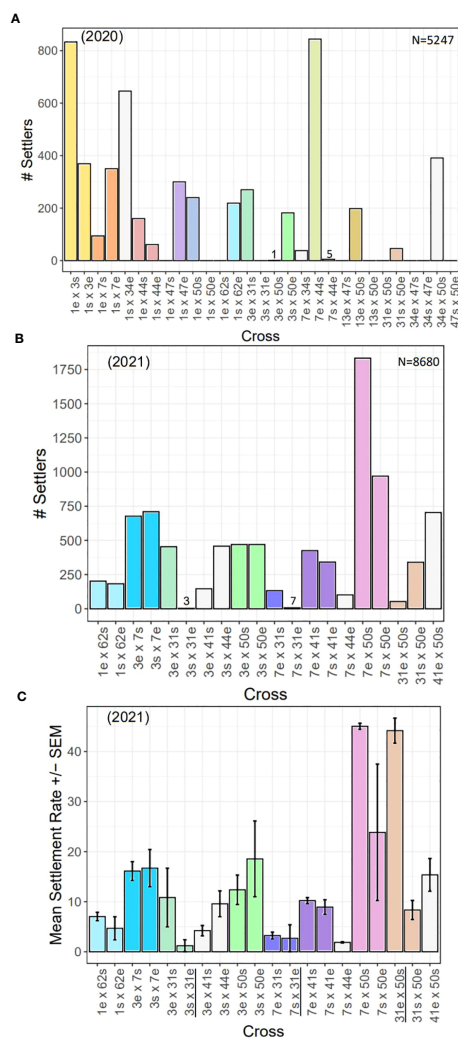 A
(2020)
N=5247
800
600
400
200
0
# Settlers
1
5
1e x 3s
1s x 3e
1e x 7s
1s x 7e
1s x 34e
1e x 44s
1s x 44e
1e x 47s
1s x 47e
1e x 50s
1s x 50e
1e x 62s
1s x 62e
3e x 31s
3s x 31e
3e x 50s
3s x 50e
7e x 34s
7e x 44s
7s x 44e
13e x 47s
13e x 50s
13s x 50e
31e x 50s
31s x 50e
34e x 47s
34s x 47e
34e x 50s
47s x 50e
Cross
B
(2021)
N=8680
1750
1500
1250
1000
750
500
250
0
# Settlers
3
7
1e x 62s
1s x 62e
3e x 7s
3s x 7e
3e x 31s
3s x 31e
3e x 41s
3s x 44e
3e x 50s
3s x 50e
7e x 31s
7s x 31e
7e x 41s
7s x 41e
7s x 44e
7e x 50s
7s x 50e
31e x 50s
31s x 50e
41e x 50s
Cross
C
(2021)
40
30
20
10
0
Mean Settlement Rate +/− SEM
1e x 62s
1s x 62e
3e x 7s
3s x 7e
3e x 31s
3s x 31e
3e x 41s
3s x 44e
3e x 50s
3s x 50e
7e x 31s
7s x 31e
7e x 41s
7s x 41e
7s x 44e
7e x 50s
7s x 50e
31e x 50s
31s x 50e
41e x 50s
Cross